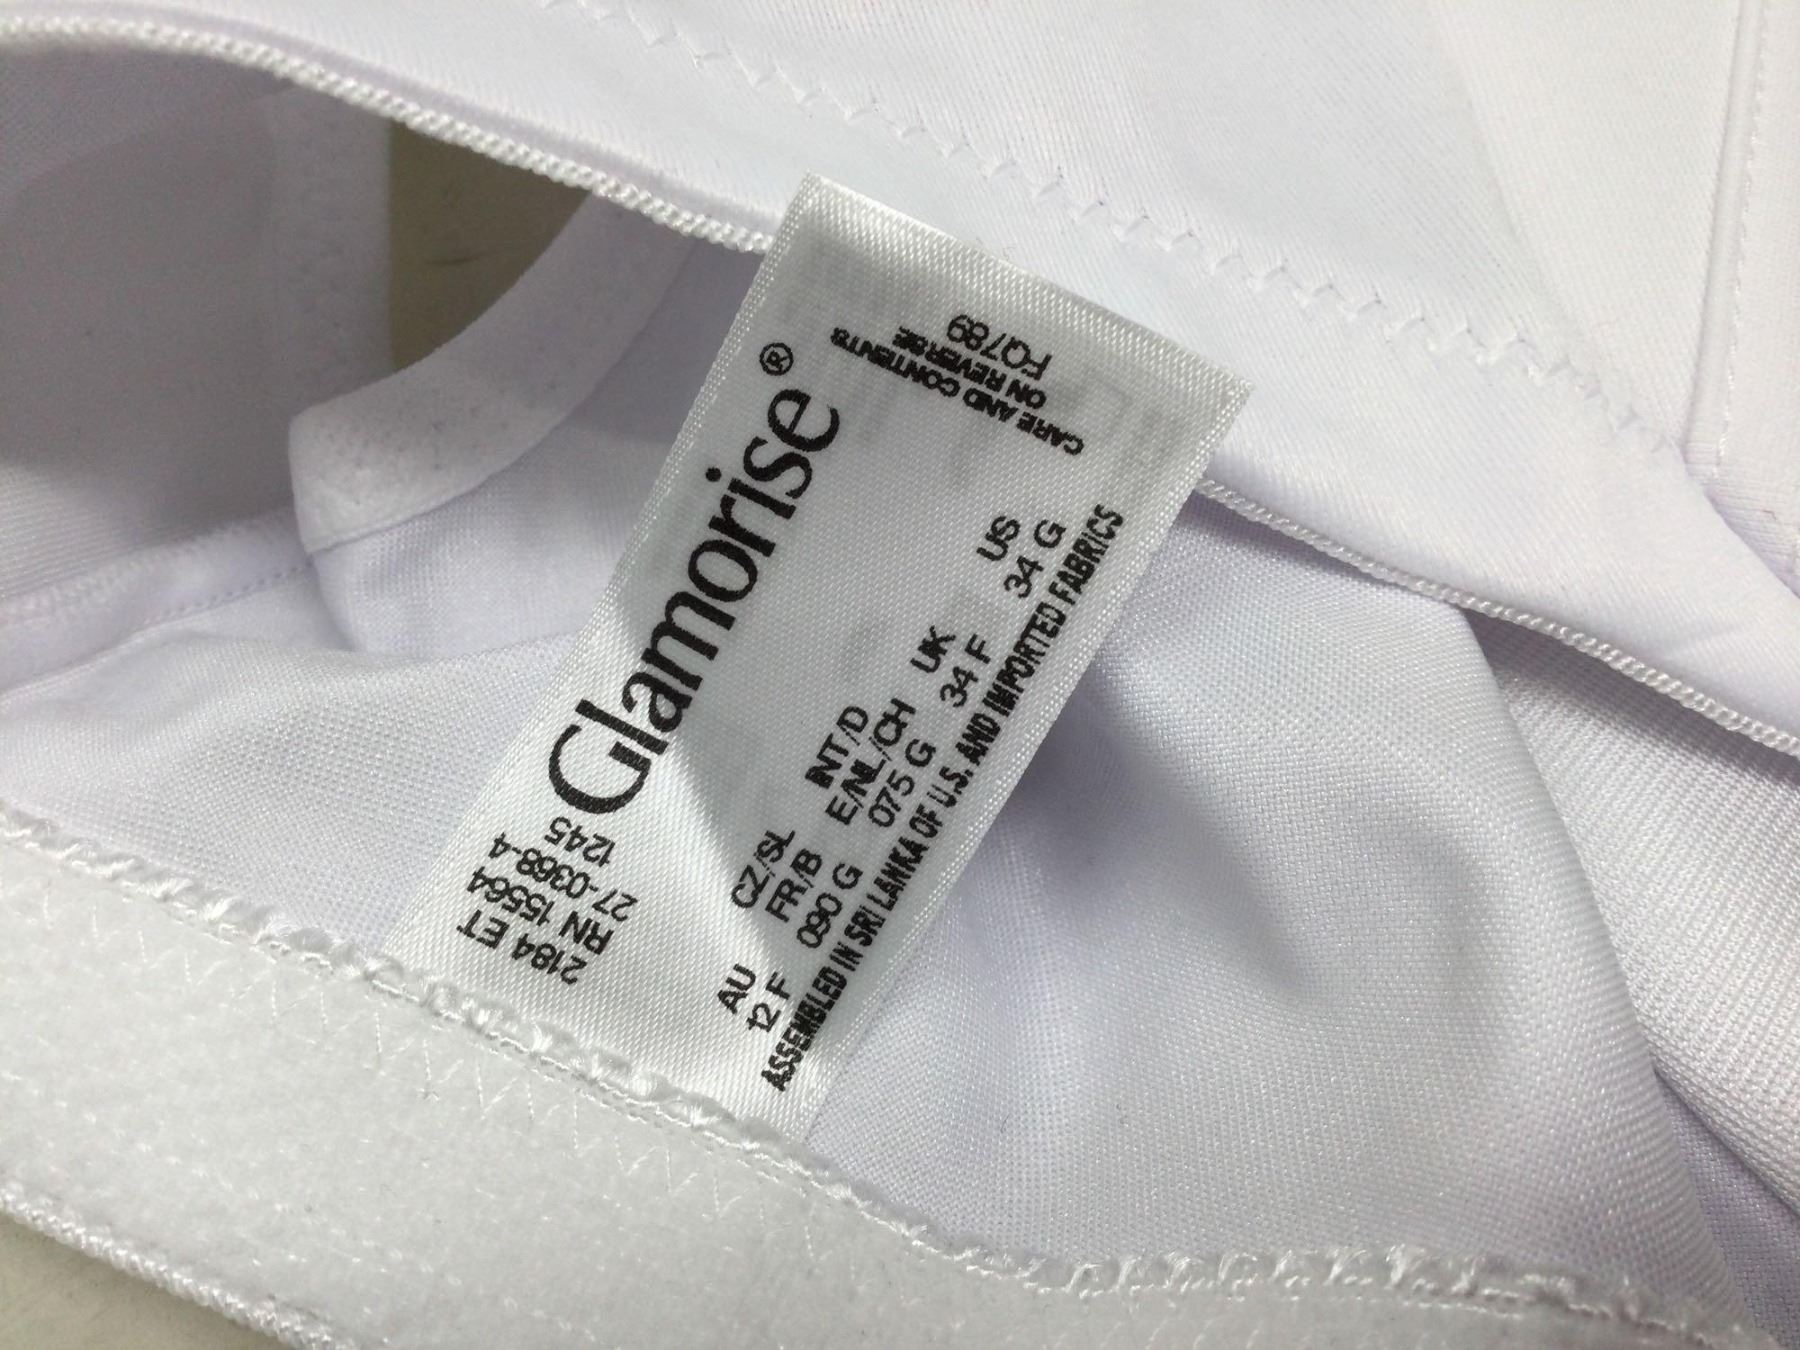 2184 ET
RN 15564
27-0368-4
1245
Glamorise®
CARE AND CONTENTS
ON REVERSE
FQ789
AU
12 F
CZ/SL
FR/B
090 G
INT/D
E/NL/CH
075 G
UK
34 F
US
34 G
ASSEMBLED IN SRI LANKA OF U.S. AND IMPORTED FABRICS